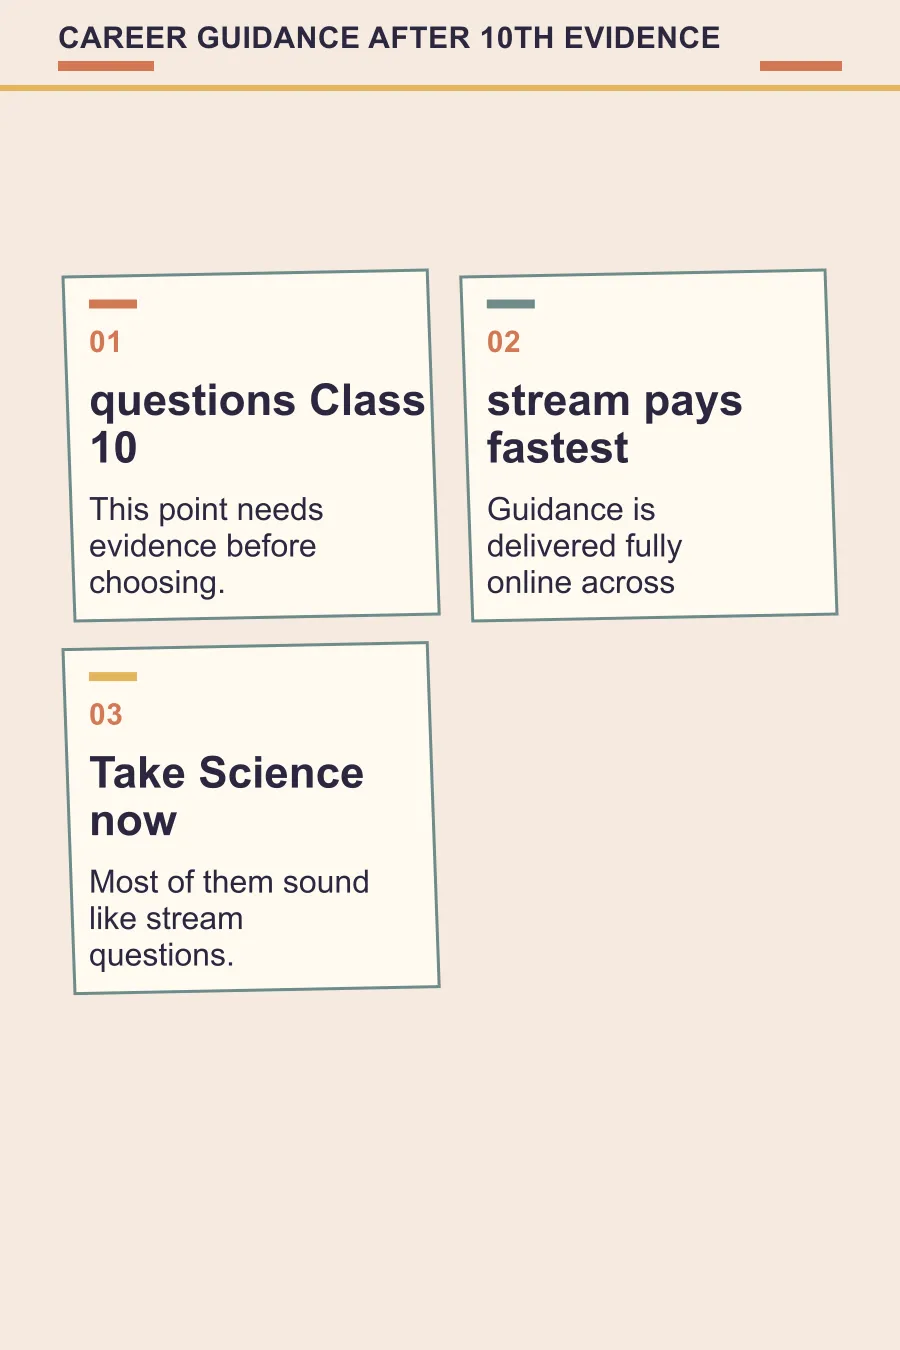 CAREER GUIDANCE AFTER 10TH EVIDENCE
01
questions Class
10
This point needs
evidence before
choosing.
02
stream pays
fastest
Guidance is
delivered fully
online across
03
Take Science
now
Most of them sound
like stream
questions.